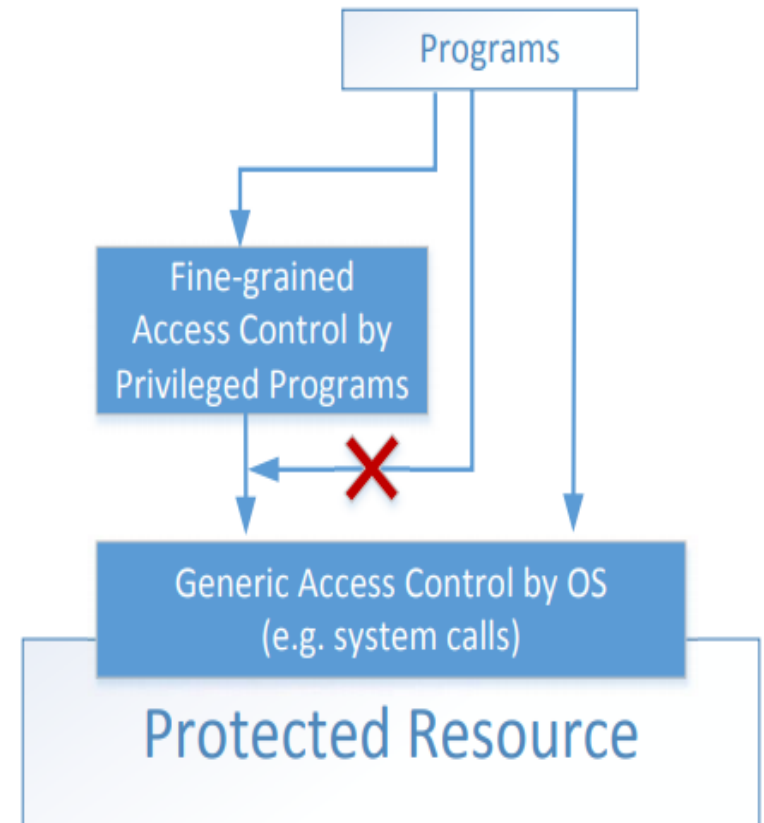 Programs
Fine-grained
Access Control by
Privileged Programs
Generic Access Control by OS
(e.g. system calls)
Protected Resource